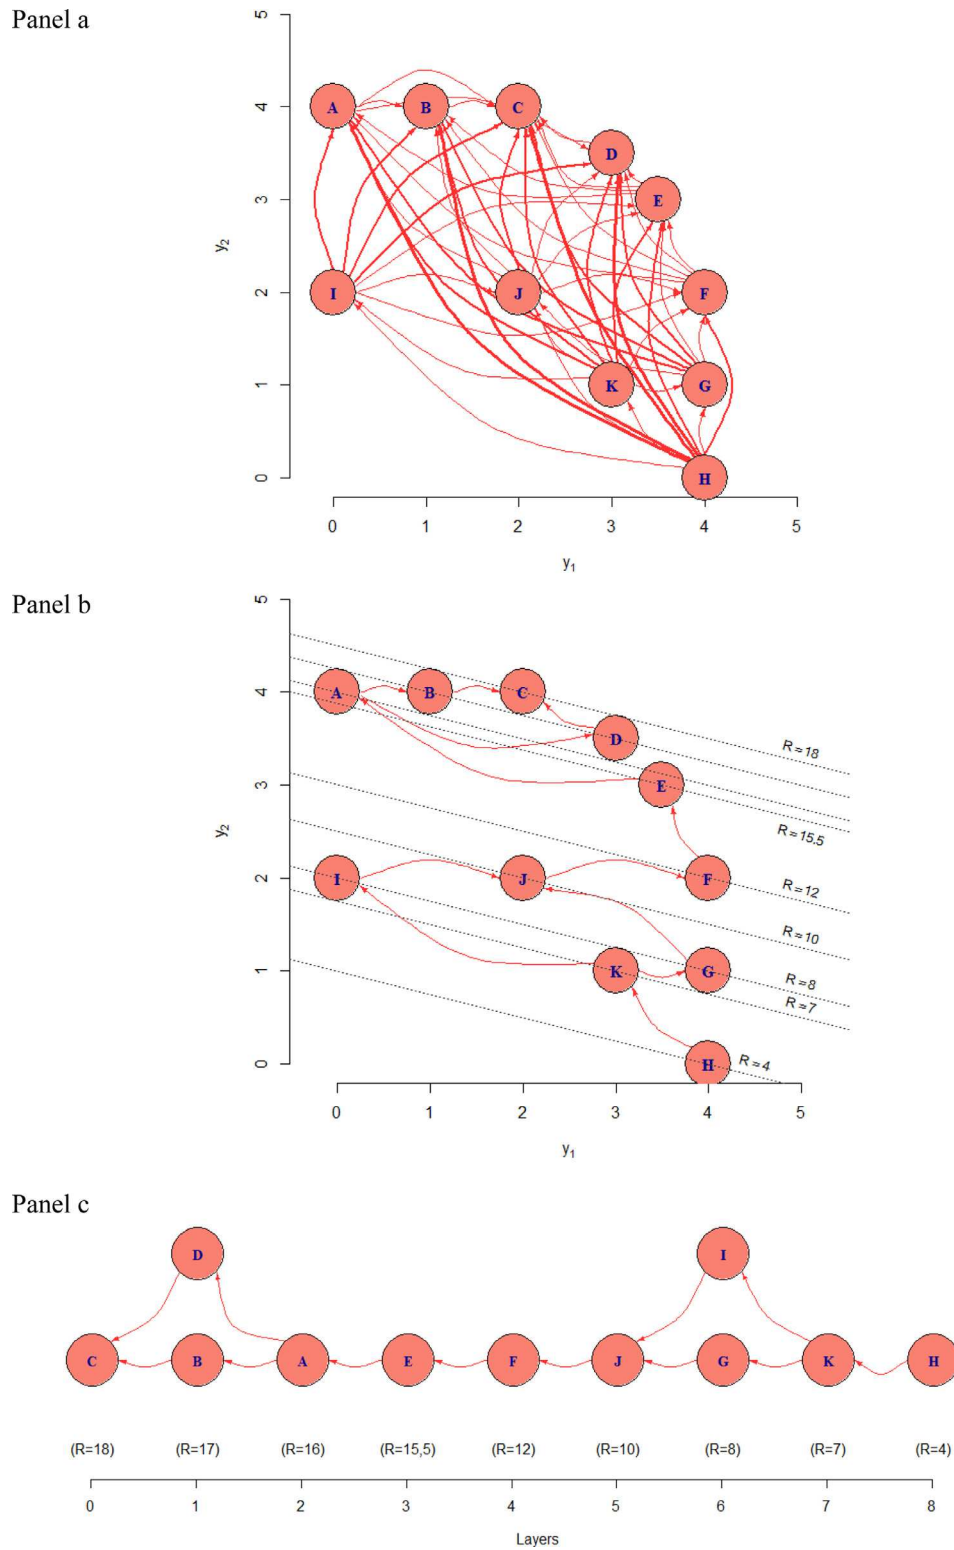 Panel a
5
4
3
2
1
0
y2
A
B
C
D
E
I
J
F
K
G
H
0 1 2 3 4 5
y1
Panel b
5
4
3
2
1
0
y2
A
B
C
D
R=18
E
R=15.5
I
J
F
R=12
R=10
K
G
R=8
R=7
H
R=4
0 1 2 3 4 5
y1
Panel c
D I
C B A E F J G K H
(R=18) (R=17) (R=16) (R=15,5) (R=12) (R=10) (R=8) (R=7) (R=4)
0 1 2 3 4 5 6 7 8
Layers